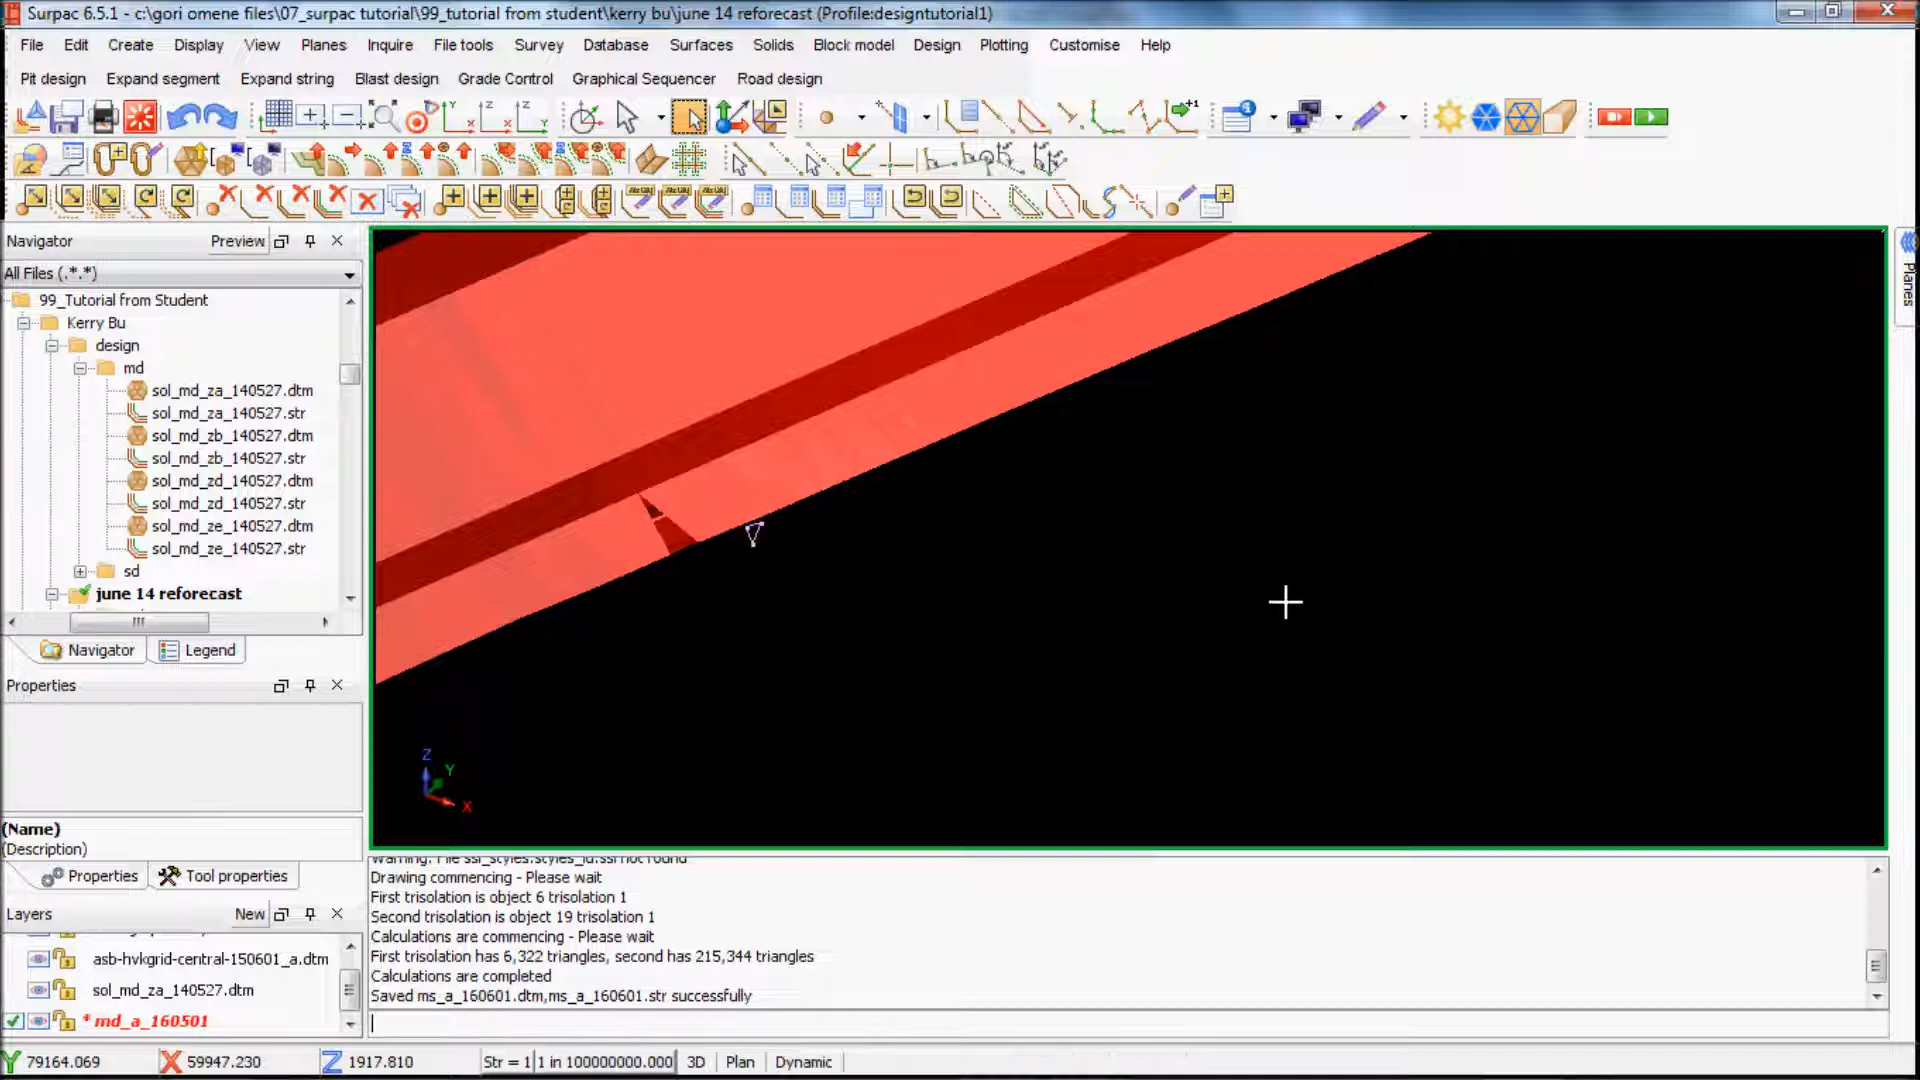 Surpac 6.5.1 - c:\gori omene files\07_surpac tutorial\99_tutorial from student\kerry bu\june 14 reforecast (Profile:designtutorial1)
File Edit Create Display View Planes Inquire File tools Survey Database Surfaces Solids Block model Design Plotting Customise Help
Pit design Expand segment Expand string Blast design Grade Control Graphical Sequencer Road design
Navigator Preview
All Files (.*.*)
99_Tutorial from Student
Kerry Bu
design
md
sol_md_za_140527.dtm
sol_md_za_140527.str
sol_md_zb_140527.dtm
sol_md_zb_140527.str
sol_md_zd_140527.dtm
sol_md_zd_140527.str
sol_md_ze_140527.dtm
sol_md_ze_140527.str
sd
june 14 reforecast
Navigator Legend
Properties
(Name)
(Description)
Properties Tool properties
Layers New
asb-hvkgrid-central-150601_a.dtm
sol_md_za_140527.dtm
* md_a_160501
Planes
Z
Y
X
Warning: File ssi_styles:styles_id.ssi not found
Drawing commencing - Please wait
First trisolation is object 6 trisolation 1
Second trisolation is object 19 trisolation 1
Calculations are commencing - Please wait
First trisolation has 6,322 triangles, second has 215,344 triangles
Calculations are completed
Saved ms_a_160601.dtm,ms_a_160601.str successfully
Y 79164.069 X 59947.230 Z 1917.810 Str = 1 1 in 100000000.000 3D Plan Dynamic